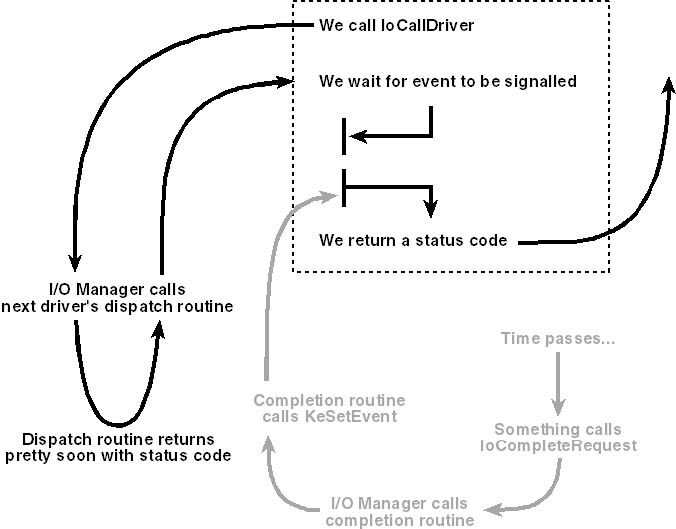 We call IoCallDriver
We wait for event to be signalled
We return a status code
I/O Manager calls
next driver's dispatch routine
Dispatch routine returns
pretty soon with status code
Time passes...
Something calls
IoCompleteRequest
I/O Manager calls
completion routine
Completion routine
calls KeSetEvent